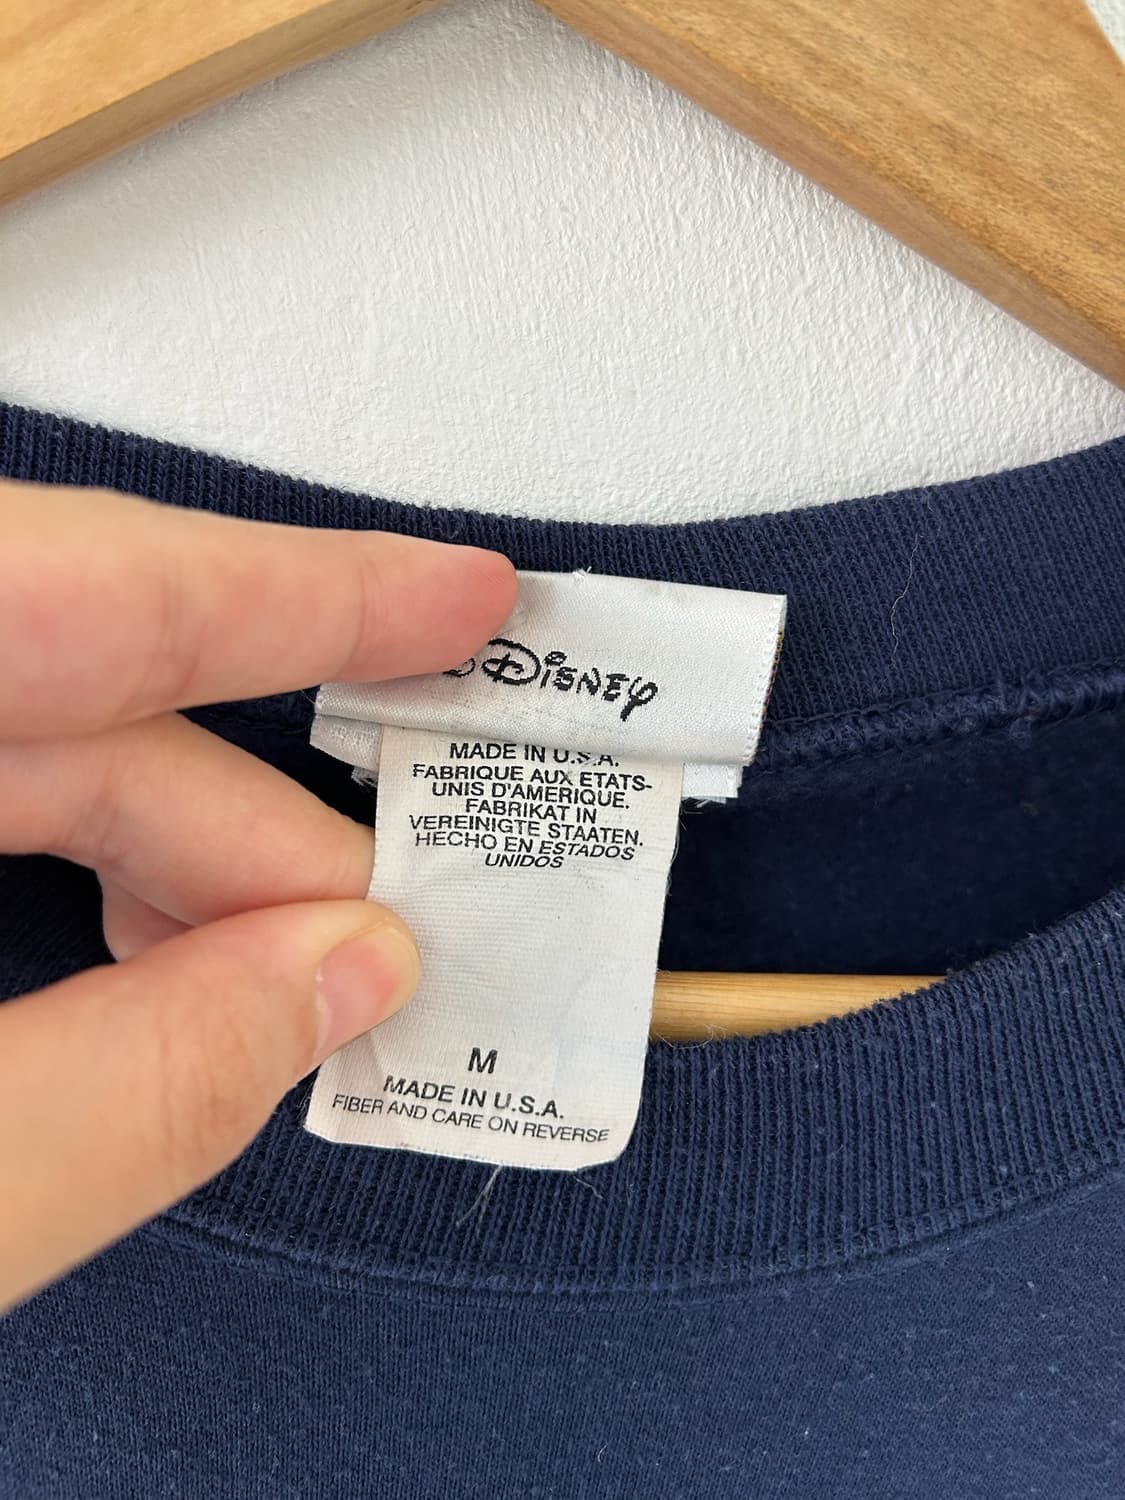 DISNEY
MADE IN U.S.A.
FABRIQUE AUX ETATS-
UNIS D'AMERIQUE.
FABRIKAT IN
VEREINIGTE STAATEN.
HECHO EN ESTADOS
UNIDOS
M
MADE IN U.S.A.
FIBER AND CARE ON REVERSE